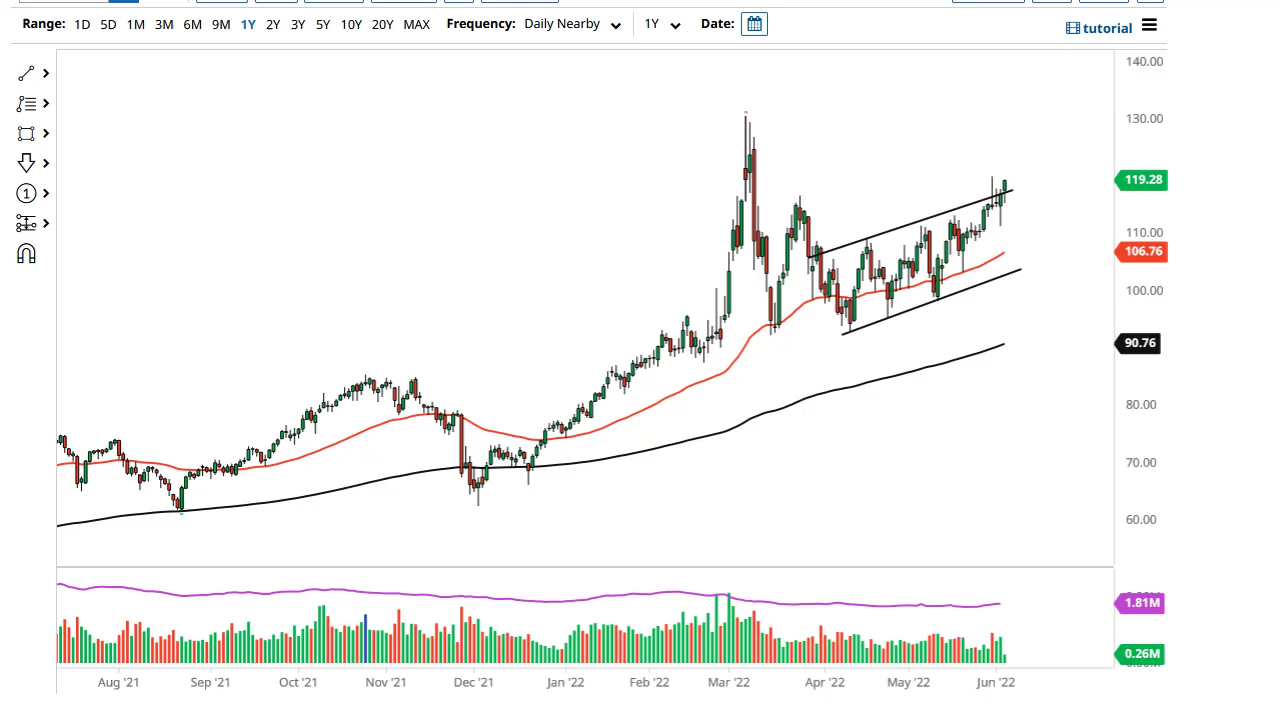 Range: 1D 5D 1M 3M 6M 9M 1Y 2Y 3Y 5Y 10Y 20Y MAX Frequency: Daily Nearby 1Y Date:
tutorial
140.00
130.00
119.28
110.00
106.76
100.00
90.76
80.00
70.00
60.00
1.81M
0.26M
Aug '21 Sep '21 Oct '21 Nov '21 Dec '21 Jan '22 Feb '22 Mar '22 Apr '22 May '22 Jun '22